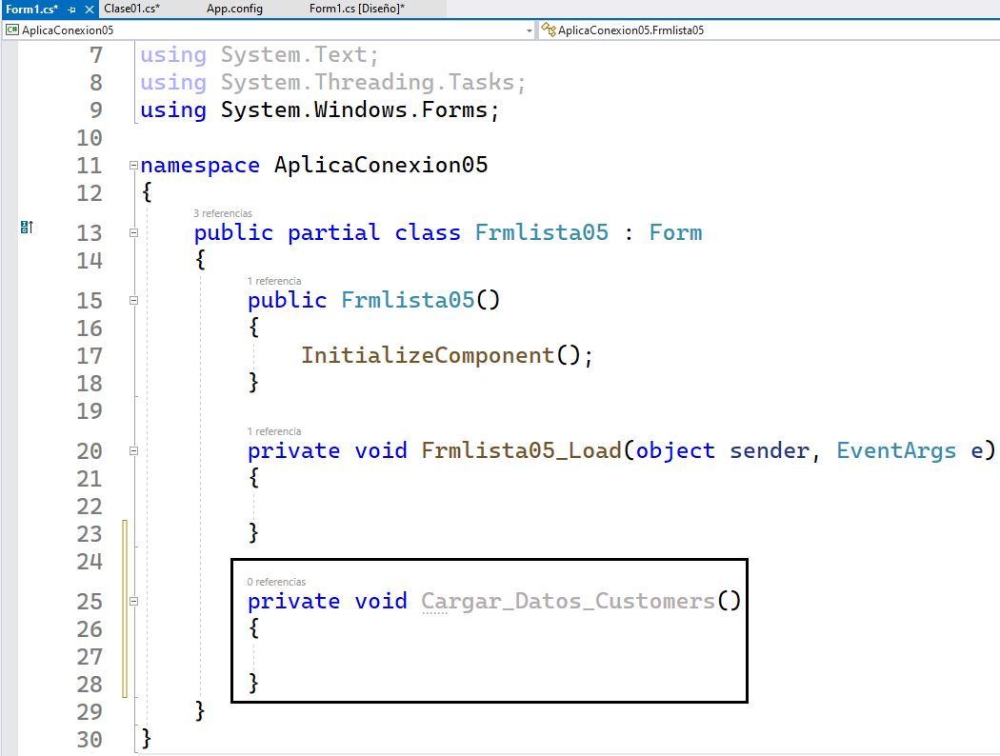 Form1.cs* Clase01.cs* App.config Form1.cs [Diseño]*
C# AplicaConexion05 AplicaConexion05.Frmlista05
7 using System.Text;
8 using System.Threading.Tasks;
9 using System.Windows.Forms;
10
11 namespace AplicaConexion05
12 {
3 referencias
13 public partial class Frmlista05 : Form
14 {
1 referencia
15 public Frmlista05()
16 {
17 InitializeComponent();
18 }
19
1 referencia
20 private void Frmlista05_Load(object sender, EventArgs e)
21 {
22
23 }
24
0 referencias
25 private void Cargar_Datos_Customers()
26 {
27
28 }
29 }
30 }